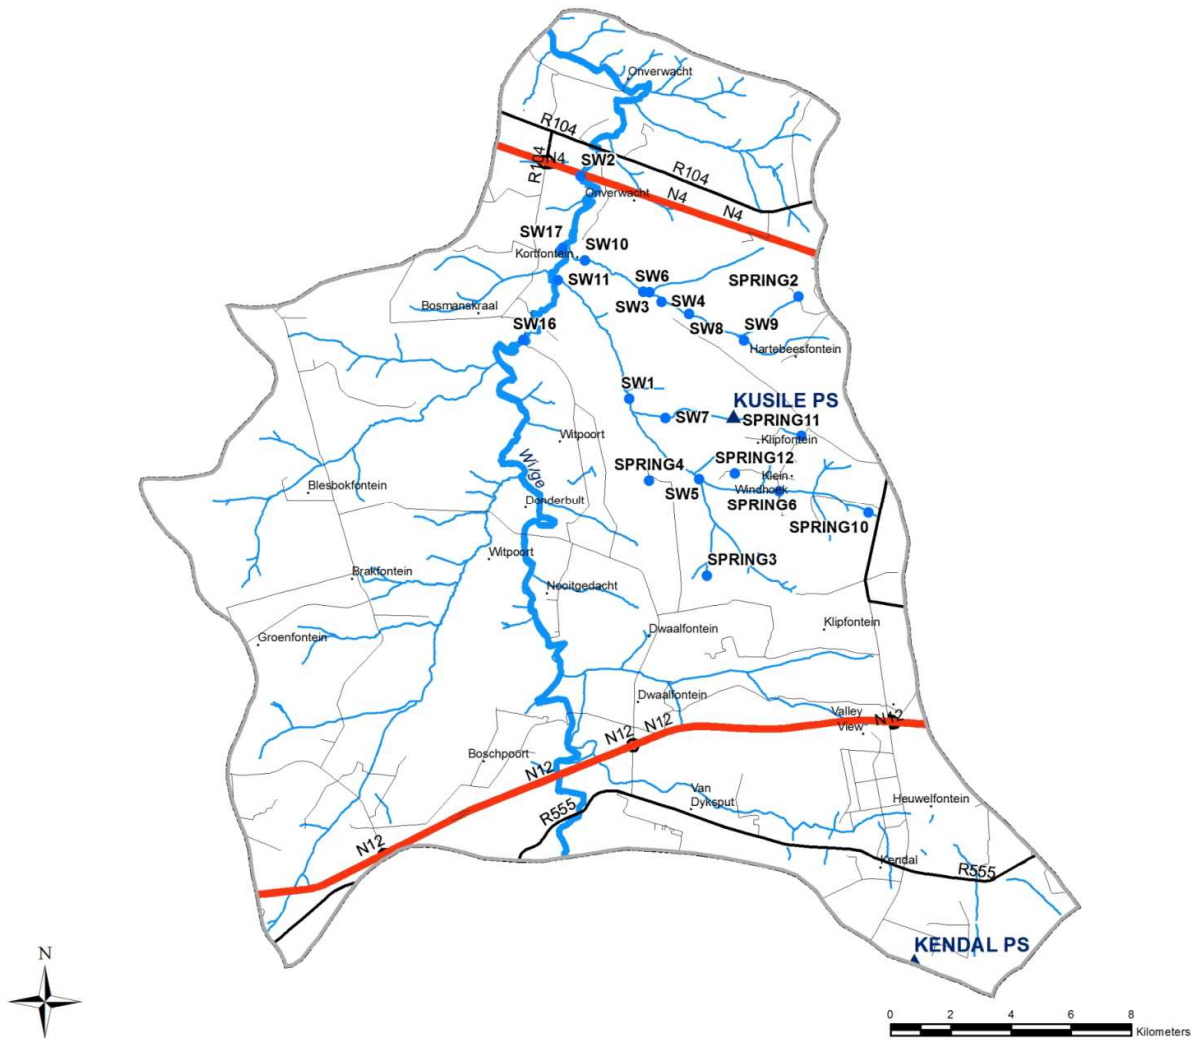 Onverwacht
R104
R104
N4
SW2
R104
Onverwacht
N4
N4
SW17
SW10
Kortfontein
SW11
SW6
SPRING2
SW3
SW4
Bosmanskraal
SW16
SW8
SW9
Hartebeesfontein
SW1
KUSILE PS
SW7
SPRING11
Klipfontein
Witpoort
Wilge
SPRING4
SPRING12
Blesbokfontein
SW5
Klein
Windhoek
Donderbult
SPRING6
SPRING10
Witpoort
SPRING3
Brakfontein
Nooitgedacht
Groenfontein
Dwaalfontein
Klipfontein
Dwaalfontein
Valley
View
N12
N12
N12
Boschpoort
N12
Van
Dyksput
Heuwelfontein
R555
N12
Kendal
R555
KENDAL PS
N
0 2 4 6 8
Kilometers